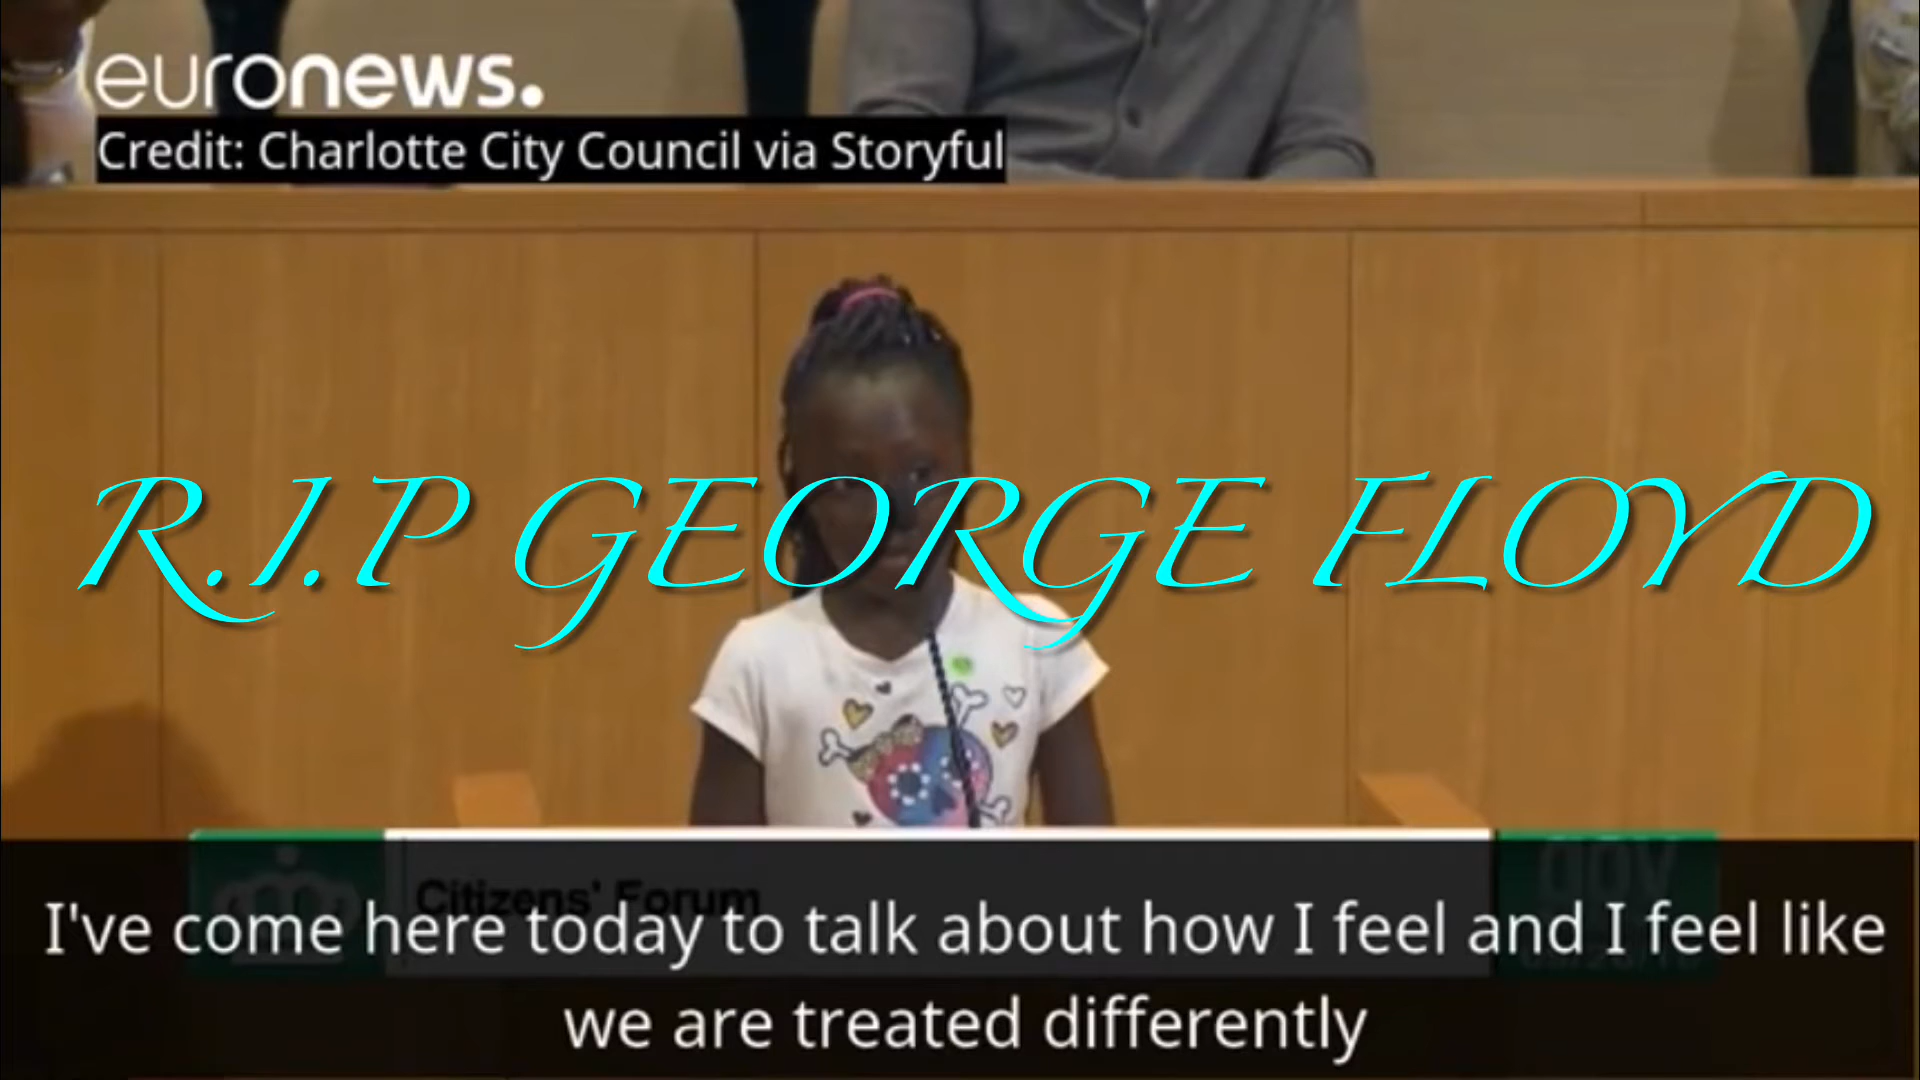 euronews.
Credit: Charlotte City Council via Storyful
R.I.P GEORGE FLOYD
Citizens' Forum
gov
I've come here today to talk about how I feel and I feel like
we are treated differently